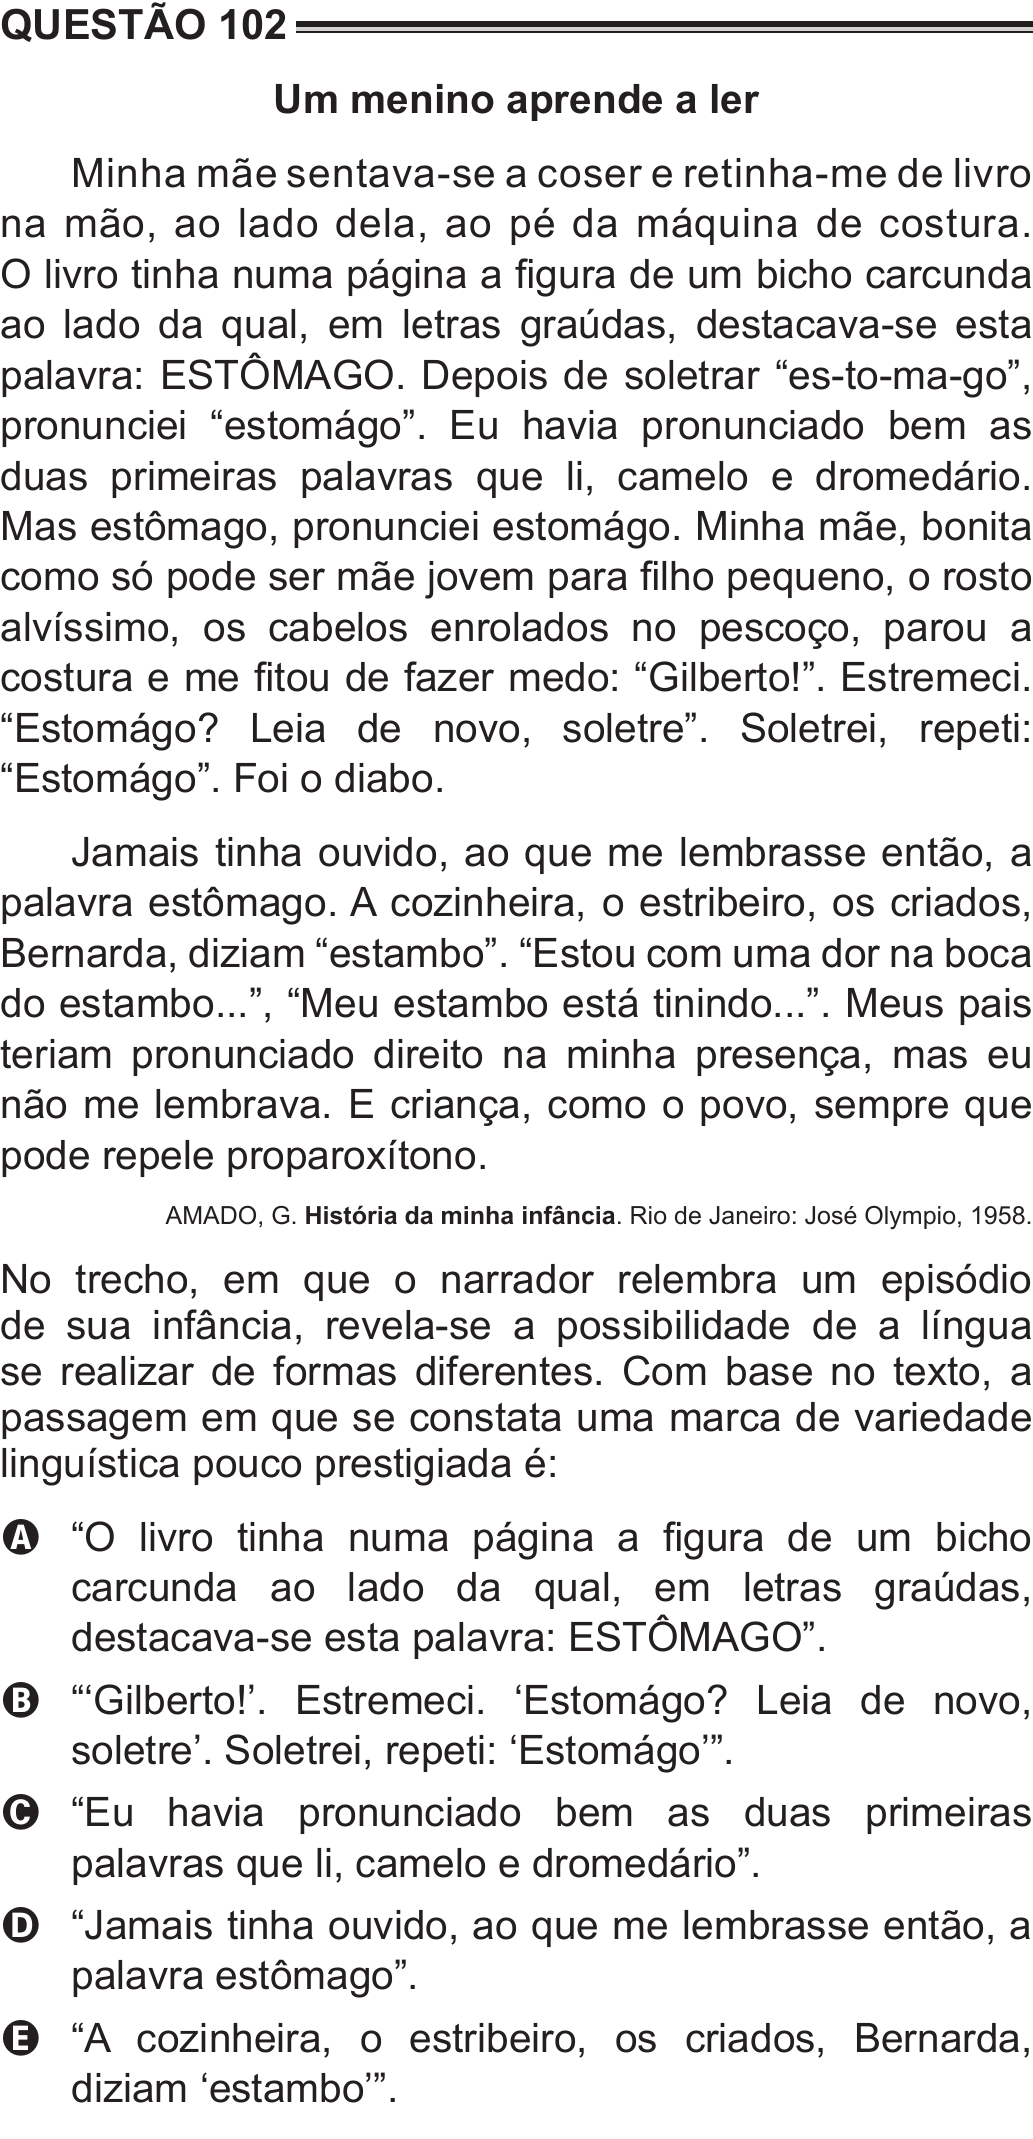 QUESTÃO 102
Um menino aprende a ler
Minha mãe sentava-se a coser e retinha-me de livro
na mão, ao lado dela, ao pé da máquina de costura.
O livro tinha numa página a figura de um bicho carcunda
ao lado da qual, em letras graúdas, destacava-se esta
palavra: ESTÔMAGO. Depois de soletrar “es-to-ma-go”,
pronunciei “estomágo”. Eu havia pronunciado bem as
duas primeiras palavras que li, camelo e dromedário.
Mas estômago, pronunciei estomágo. Minha mãe, bonita
como só pode ser mãe jovem para filho pequeno, o rosto
alvíssimo, os cabelos enrolados no pescoço, parou a
costura e me fitou de fazer medo: “Gilberto!”. Estremeci.
“Estomágo? Leia de novo, soletre”. Soletrei, repeti:
“Estomágo”. Foi o diabo.
Jamais tinha ouvido, ao que me lembrasse então, a
palavra estômago. A cozinheira, o estribeiro, os criados,
Bernarda, diziam “estambo”. “Estou com uma dor na boca
do estambo...”, “Meu estambo está tinindo...”. Meus pais
teriam pronunciado direito na minha presença, mas eu
não me lembrava. E criança, como o povo, sempre que
pode repele proparoxítono.
AMADO, G. História da minha infância. Rio de Janeiro: José Olympio, 1958.
No trecho, em que o narrador relembra um episódio
de sua infância, revela-se a possibilidade de a língua
se realizar de formas diferentes. Com base no texto, a
passagem em que se constata uma marca de variedade
linguística pouco prestigiada é:
A “O livro tinha numa página a figura de um bicho
carcunda ao lado da qual, em letras graúdas,
destacava-se esta palavra: ESTÔMAGO”.
B “‘Gilberto!’. Estremeci. ‘Estomágo? Leia de novo,
soletre’. Soletrei, repeti: ‘Estomágo’”.
C “Eu havia pronunciado bem as duas primeiras
palavras que li, camelo e dromedário”.
D “Jamais tinha ouvido, ao que me lembrasse então, a
palavra estômago”.
E “A cozinheira, o estribeiro, os criados, Bernarda,
diziam ‘estambo’”.